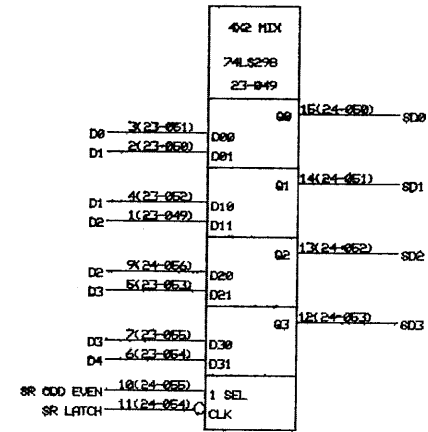 4X2 MIX
74LS298
23-049
D0 3(23-051) D00 Q0 15(24-050) SD0
D1 2(23-050) D01
D1 4(23-052) D10 Q1 14(24-051) SD1
D2 1(23-049) D11
D2 9(24-056) D20 Q2 13(24-052) SD2
D3 5(23-053) D21
D3 7(23-055) D30 Q3 12(24-053) SD3
D4 6(23-054) D31
SR ODD EVEN 10(24-055) 1 SEL
SR LATCH 11(24-054) CLK